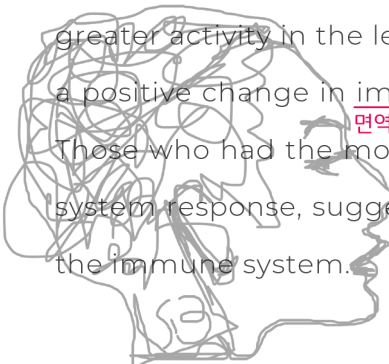 greater activity in the le
a positive change in im
면역
Those who had the mo
system response, sugge
the immune system.